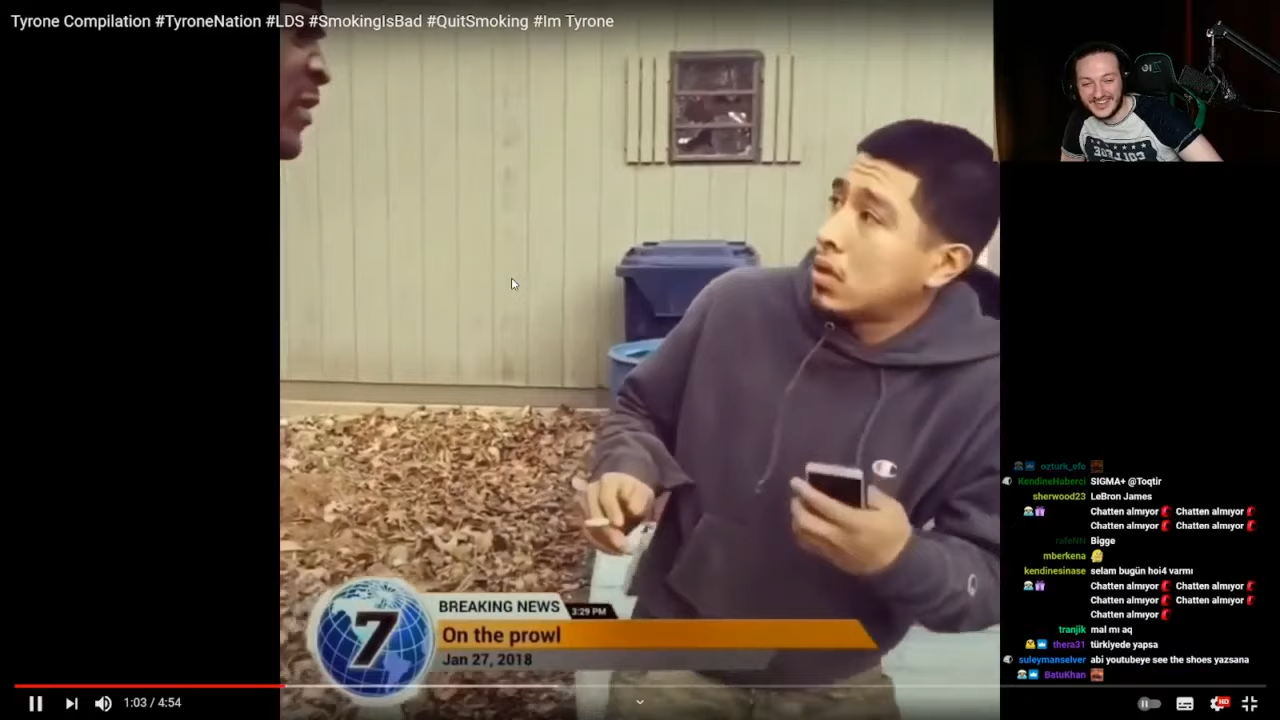 Tyrone Compilation #TyroneNation #LDS #SmokingIsBad #QuitSmoking #Im Tyrone
COLLEGE
BREAKING NEWS 3:29 PM
7 On the prowl
Jan 27, 2018
ozturk_efe
KendineHaberci SIGMA+ @Toqtir
sherwood23 LeBron James
Chatten almıyor Chatten almıyor
Chatten almıyor Chatten almıyor
rafeNN Bigge
mberkena
kendinesinase selam bugün hoi4 varmı
Chatten almıyor Chatten almıyor
Chatten almıyor Chatten almıyor
Chatten almıyor
tranjik mal mı aq
thera31 türkiyede yapsa
suleymanselver abi youtubeye see the shoes yazsana
BatuKhan
1:03 / 4:54
HD